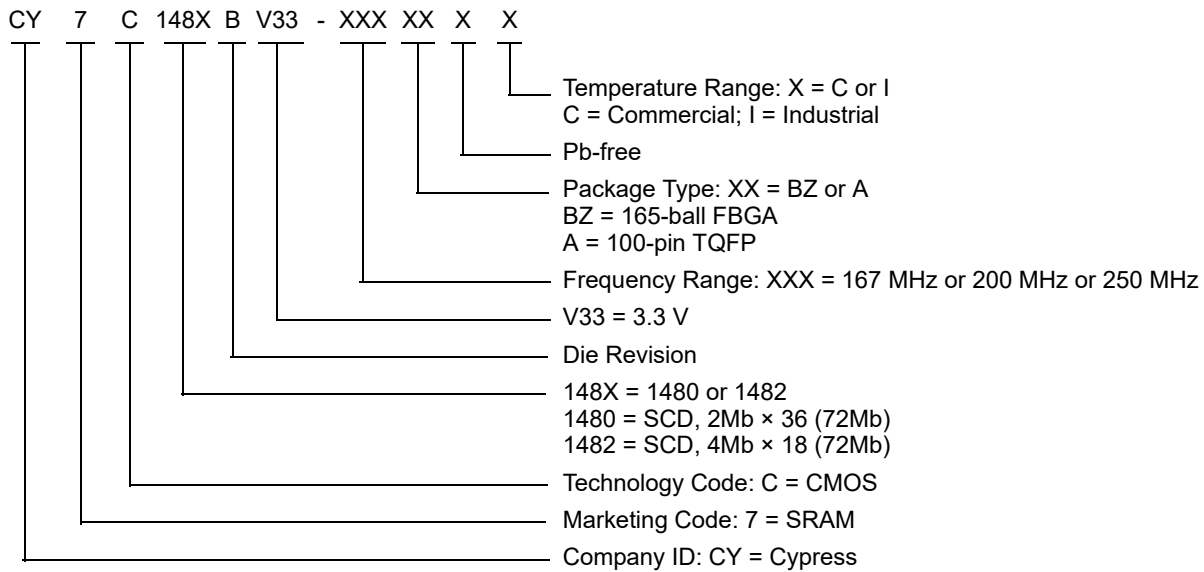 CY 7 C 148X B V33 - XXX XX X X
Temperature Range: X = C or I
C = Commercial; I = Industrial
Pb-free
Package Type: XX = BZ or A
BZ = 165-ball FBGA
A = 100-pin TQFP
Frequency Range: XXX = 167 MHz or 200 MHz or 250 MHz
V33 = 3.3 V
Die Revision
148X = 1480 or 1482
1480 = SCD, 2Mb × 36 (72Mb)
1482 = SCD, 4Mb × 18 (72Mb)
Technology Code: C = CMOS
Marketing Code: 7 = SRAM
Company ID: CY = Cypress